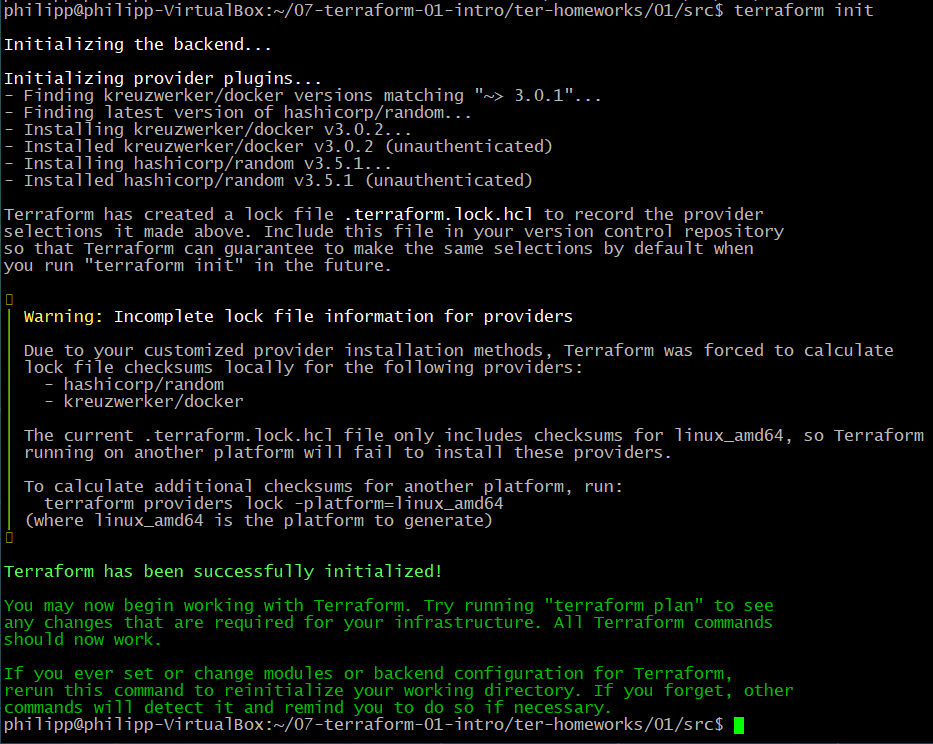 philipp@philipp-VirtualBox:~/07-terraform-01-intro/ter-homeworks/01/src$ terraform init
Initializing the backend...
Initializing provider plugins...
- Finding kreuzwerker/docker versions matching "~> 3.0.1"...
- Finding latest version of hashicorp/random...
- Installing kreuzwerker/docker v3.0.2...
- Installed kreuzwerker/docker v3.0.2 (unauthenticated)
- Installing hashicorp/random v3.5.1...
- Installed hashicorp/random v3.5.1 (unauthenticated)
Terraform has created a lock file .terraform.lock.hcl to record the provider
selections it made above. Include this file in your version control repository
so that Terraform can guarantee to make the same selections by default when
you run "terraform init" in the future.
Warning: Incomplete lock file information for providers
Due to your customized provider installation methods, Terraform was forced to calculate
lock file checksums locally for the following providers:
- hashicorp/random
- kreuzwerker/docker
The current .terraform.lock.hcl file only includes checksums for linux_amd64, so Terraform
running on another platform will fail to install these providers.
To calculate additional checksums for another platform, run:
terraform providers lock -platform=linux_amd64
(where linux_amd64 is the platform to generate)
Terraform has been successfully initialized!
You may now begin working with Terraform. Try running "terraform plan" to see
any changes that are required for your infrastructure. All Terraform commands
should now work.
If you ever set or change modules or backend configuration for Terraform,
rerun this command to reinitialize your working directory. If you forget, other
commands will detect it and remind you to do so if necessary.
philipp@philipp-VirtualBox:~/07-terraform-01-intro/ter-homeworks/01/src$